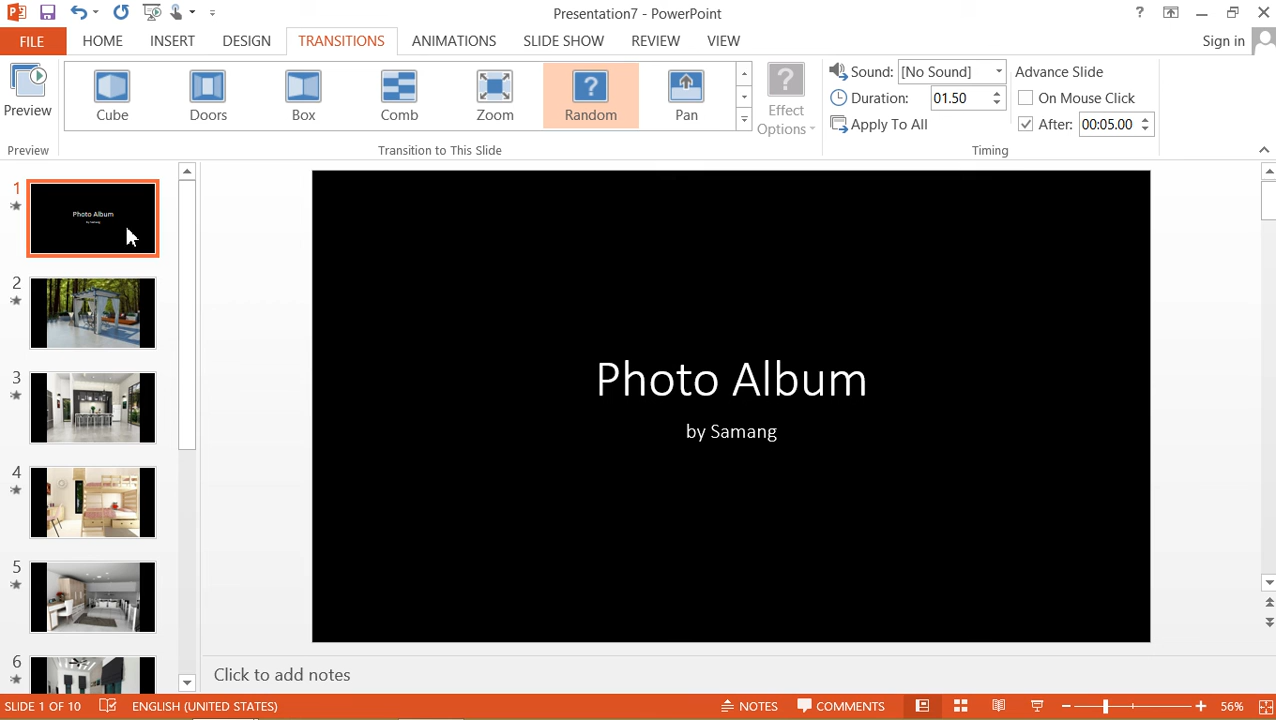 Presentation7 - PowerPoint
?
FILE HOME INSERT DESIGN TRANSITIONS ANIMATIONS SLIDE SHOW REVIEW VIEW Sign in
Preview
Cube Doors Box Comb Zoom Random Pan
Effect Options
Sound: [No Sound]
Duration: 01.50
Apply To All
Advance Slide
On Mouse Click
After: 00:05.00
Preview Transition to This Slide Timing
1
Photo Album
by Samang
2
3
4
5
6
Photo Album
by Samang
Click to add notes
SLIDE 1 OF 10 ENGLISH (UNITED STATES) NOTES COMMENTS 56%